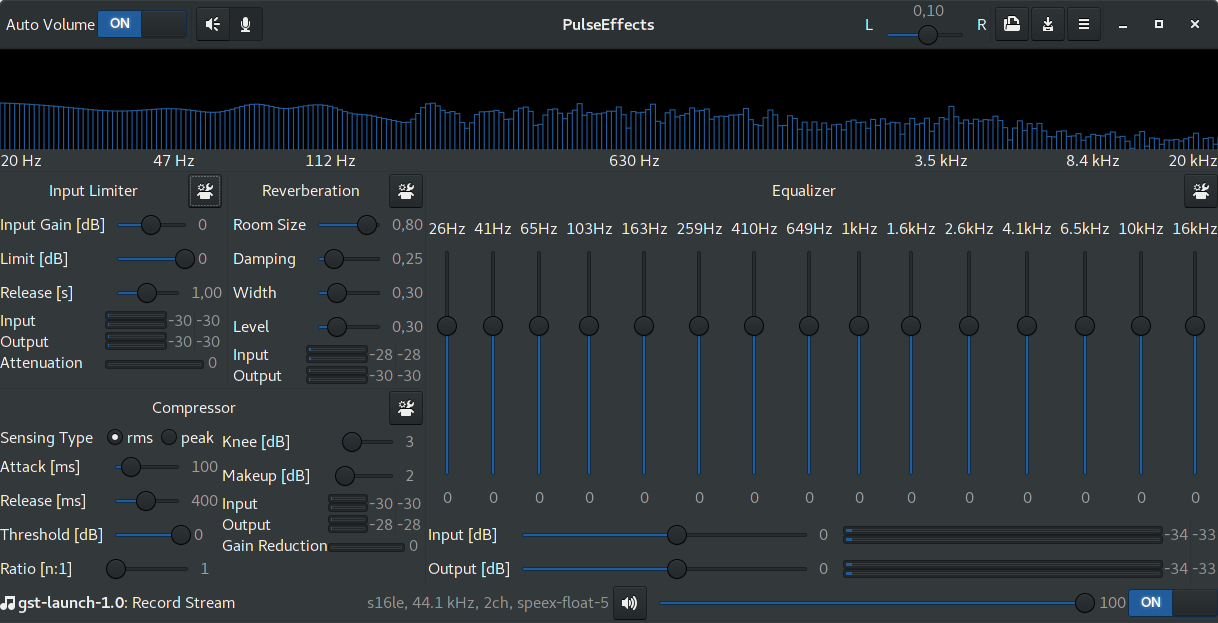 Auto Volume ON PulseEffects L 0,10 R
20 Hz 47 Hz 112 Hz 630 Hz 3.5 kHz 8.4 kHz 20 kHz
Input Limiter
Input Gain [dB] 0
Limit [dB] 0
Release [s] 1,00
Input -30 -30
Output -30 -30
Attenuation 0
Reverberation
Room Size 0,80
Damping 0,25
Width 0,30
Level 0,30
Input -28 -28
Output -30 -30
Compressor
Sensing Type rms peak
Attack [ms] 100
Release [ms] 400
Threshold [dB] 0
Ratio [n:1] 1
Knee [dB] 3
Makeup [dB] 2
Input -30 -30
Output -28 -28
Gain Reduction 0
Equalizer
26Hz 41Hz 65Hz 103Hz 163Hz 259Hz 410Hz 649Hz 1kHz 1.6kHz 2.6kHz 4.1kHz 6.5kHz 10kHz 16kHz
0 0 0 0 0 0 0 0 0 0 0 0 0 0 0
Input [dB] 0 -34 -33
Output [dB] 0 -34 -33
gst-launch-1.0: Record Stream s16le, 44.1 kHz, 2ch, speex-float-5 100 ON